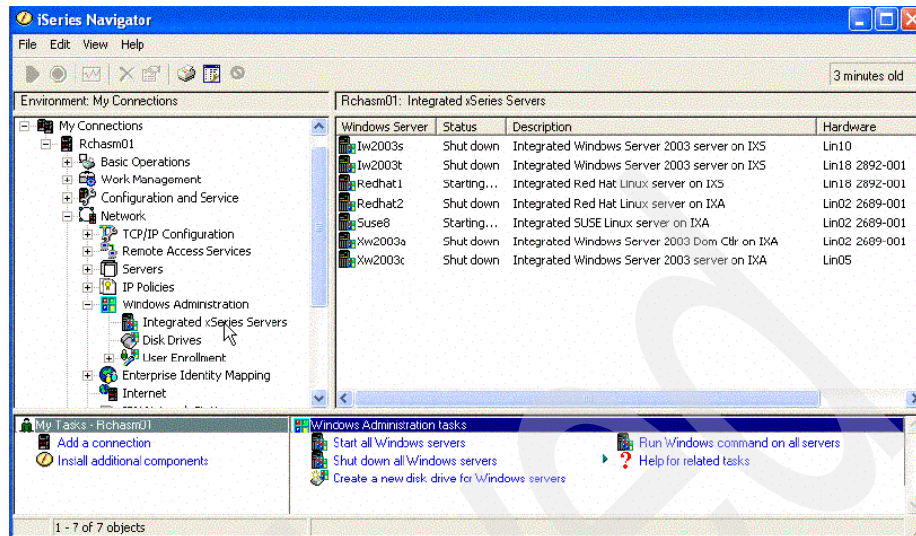 iSeries Navigator
File Edit View Help
3 minutes old
Environment: My Connections
Rchasm01: Integrated xSeries Servers
My Connections
Rchasm01
Basic Operations
Work Management
Configuration and Service
Network
TCP/IP Configuration
Remote Access Services
Servers
IP Policies
Windows Administration
Integrated xSeries Servers
Disk Drives
User Enrollment
Enterprise Identity Mapping
Internet
Windows Server Status Description Hardware
Iw2003s Shut down Integrated Windows Server 2003 server on IXS Lin10
Iw2003t Shut down Integrated Windows Server 2003 server on IXS Lin18 2892-001
Redhat1 Starting... Integrated Red Hat Linux server on IXS Lin18 2892-001
Redhat2 Shut down Integrated Red Hat Linux server on IXA Lin02 2689-001
Suse8 Starting... Integrated SUSE Linux server on IXA Lin02 2689-001
Xw2003a Shut down Integrated Windows Server 2003 Dom Ctlr on IXA Lin02 2689-001
Xw2003c Shut down Integrated Windows Server 2003 server on IXA Lin05
My Tasks - Rchasm01
Add a connection
Install additional components
Windows Administration tasks
Start all Windows servers
Shut down all Windows servers
Create a new disk drive for Windows servers
Run Windows command on all servers
Help for related tasks
1 - 7 of 7 objects